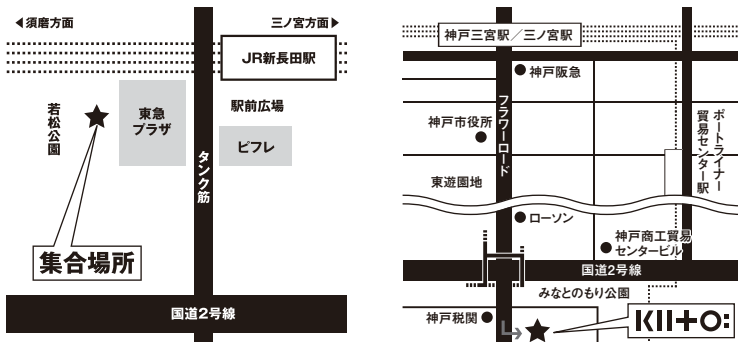 須磨方面
三ノ宮方面
JR新長田駅
若松公園
東急
プラザ
駅前広場
ピフレ
タンク筋
集合場所
国道2号線
神戸三宮駅／三ノ宮駅
神戸阪急
フラワーロード
神戸市役所
ポートライナー
貿易センター駅
東遊園地
ローソン
神戸商工貿易
センタービル
国道2号線
みなとのもり公園
神戸税関
KIITO: